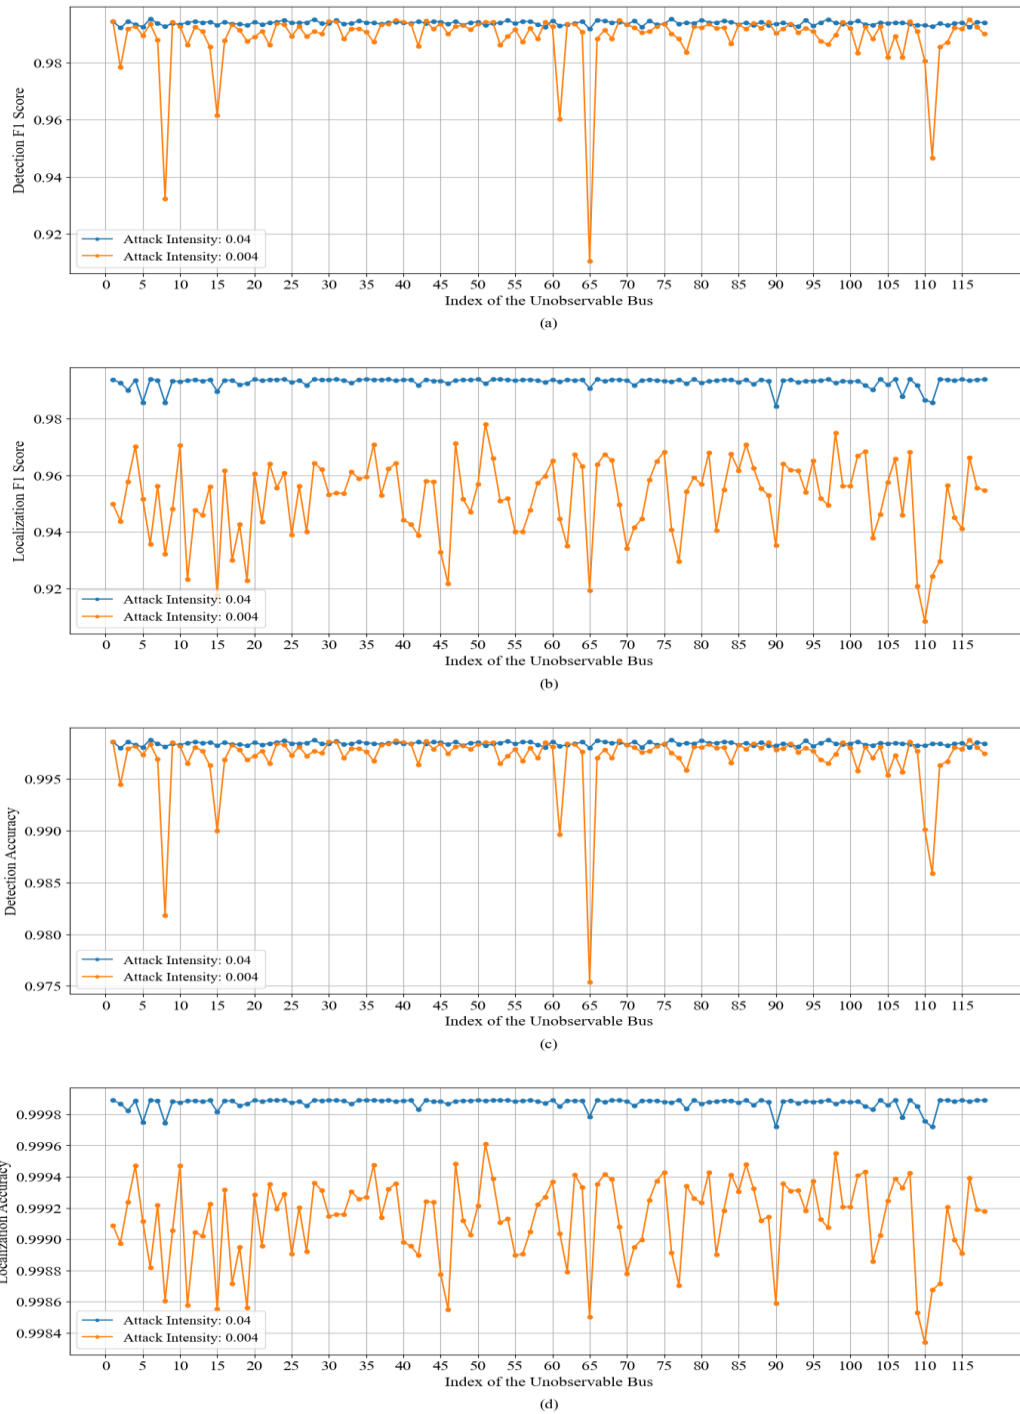 Detection F1 Score
0.98
0.96
0.94
0.92
Attack Intensity: 0.04
Attack Intensity: 0.004
0 5 10 15 20 25 30 35 40 45 50 55 60 65 70 75 80 85 90 95 100 105 110 115
Index of the Unobservable Bus
(a)
Localization F1 Score
0.98
0.96
0.94
0.92
Attack Intensity: 0.04
Attack Intensity: 0.004
0 5 10 15 20 25 30 35 40 45 50 55 60 65 70 75 80 85 90 95 100 105 110 115
Index of the Unobservable Bus
(b)
Detection Accuracy
0.995
0.990
0.985
0.980
0.975
Attack Intensity: 0.04
Attack Intensity: 0.004
0 5 10 15 20 25 30 35 40 45 50 55 60 65 70 75 80 85 90 95 100 105 110 115
Index of the Unobservable Bus
(c)
Localization Accuracy
0.9998
0.9996
0.9994
0.9992
0.9990
0.9988
0.9986
0.9984
Attack Intensity: 0.04
Attack Intensity: 0.004
0 5 10 15 20 25 30 35 40 45 50 55 60 65 70 75 80 85 90 95 100 105 110 115
Index of the Unobservable Bus
(d)